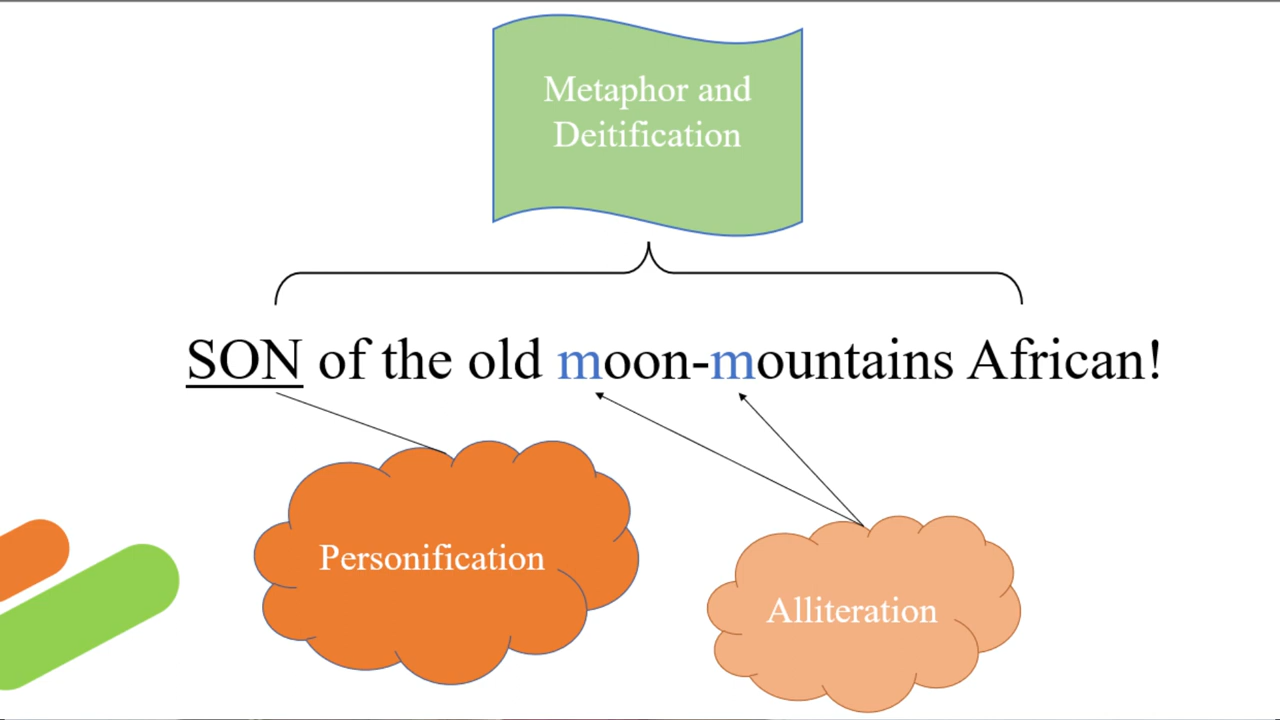 Metaphor and
Deitification
SON of the old moon-mountains African!
Personification
Alliteration